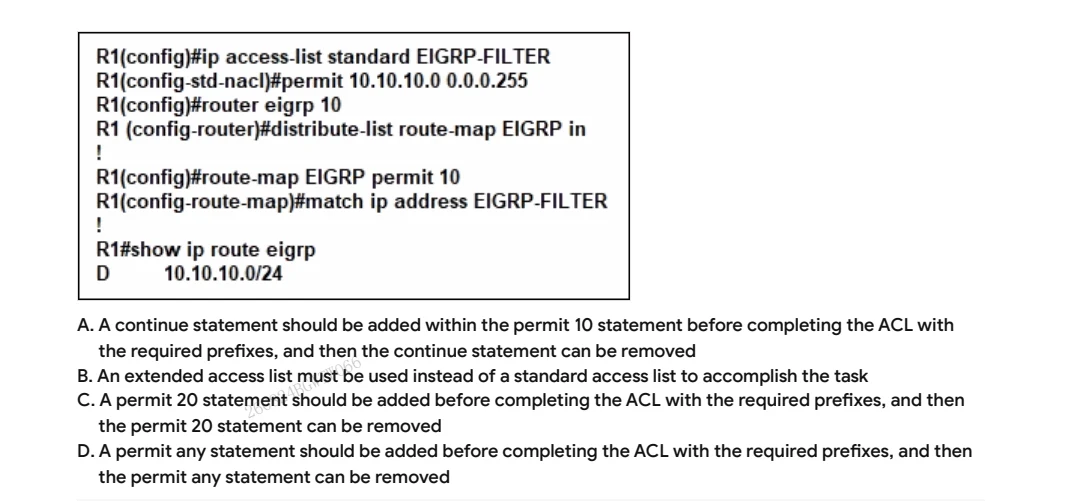 R1(config)#ip access-list standard EIGRP-FILTER
R1(config-std-nacl)#permit 10.10.10.0 0.0.0.255
R1(config)#router eigrp 10
R1 (config-router)#distribute-list route-map EIGRP in
!
R1(config)#route-map EIGRP permit 10
R1(config-route-map)#match ip address EIGRP-FILTER
!
R1#show ip route eigrp
D 10.10.10.0/24
A. A continue statement should be added within the permit 10 statement before completing the ACL with
the required prefixes, and then the continue statement can be removed
B. An extended access list must be used instead of a standard access list to accomplish the task
C. A permit 20 statement should be added before completing the ACL with the required prefixes, and then
the permit 20 statement can be removed
D. A permit any statement should be added before completing the ACL with the required prefixes, and then
the permit any statement can be removed